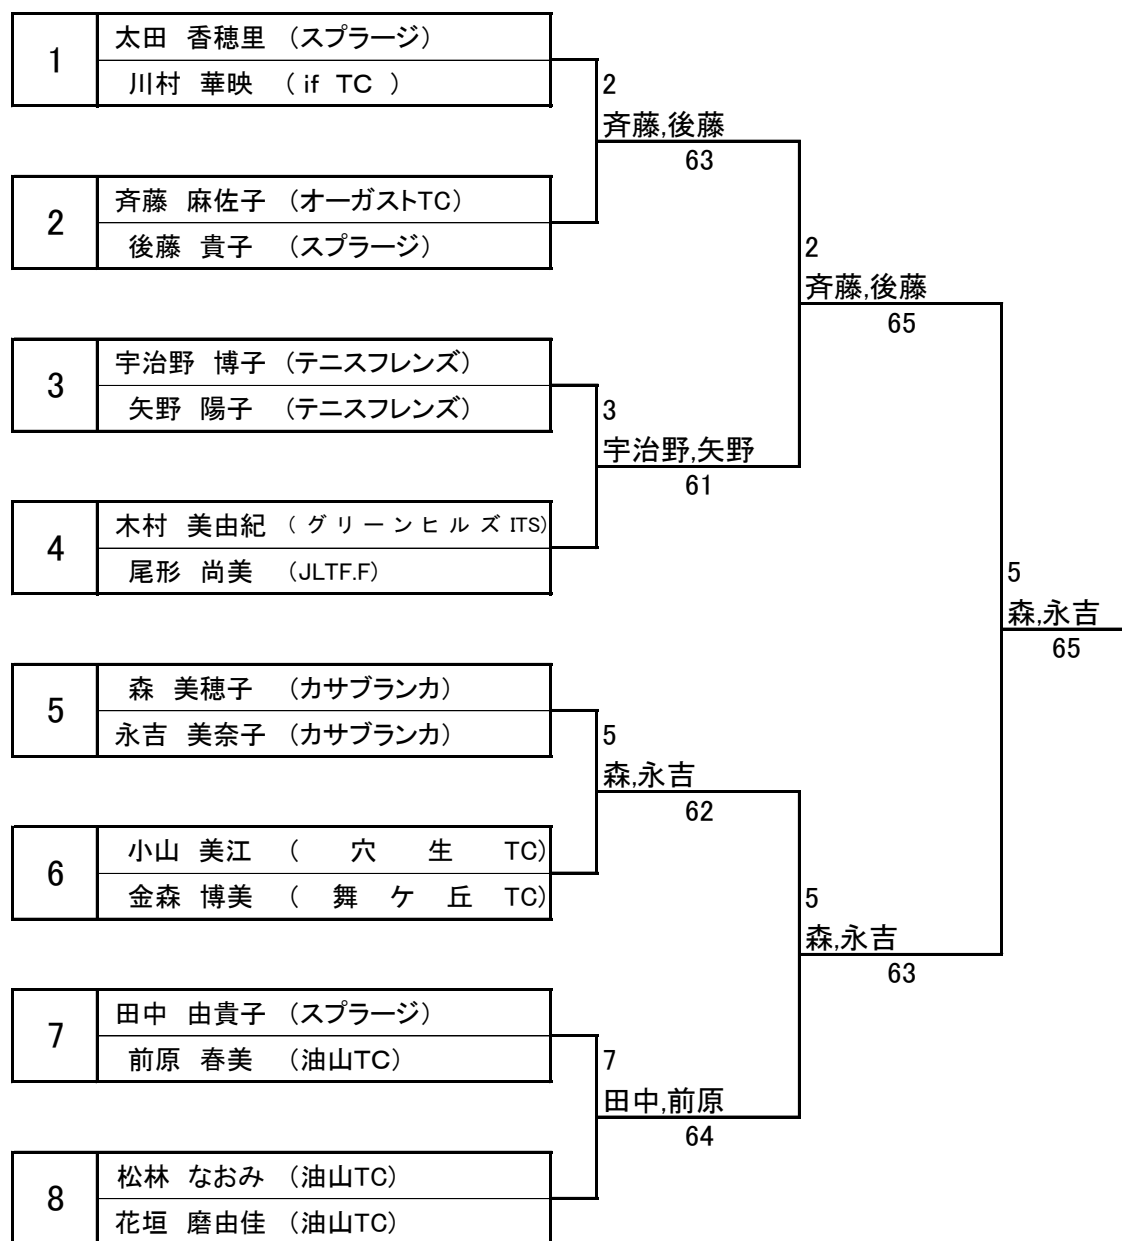 1
太田 香穂里 (スプラージ)
川村 華映 ( if TC )
2
斉藤,後藤
63
2
斉藤 麻佐子 (オーガストTC)
後藤 貴子 (スプラージ)
2
斉藤,後藤
65
3
宇治野 博子 (テニスフレンズ)
矢野 陽子 (テニスフレンズ)
3
宇治野,矢野
61
4
木村 美由紀 (グリーンヒルズITS)
尾形 尚美 (JLTF.F)
5
森,永吉
65
5
森 美穂子 (カサブランカ)
永吉 美奈子 (カサブランカ)
5
森,永吉
62
6
小山 美江 ( 穴 生 TC)
金森 博美 ( 舞 ケ 丘 TC)
5
森,永吉
63
7
田中 由貴子 (スプラージ)
前原 春美 (油山TC)
7
田中,前原
64
8
松林 なおみ (油山TC)
花垣 磨由佳 (油山TC)